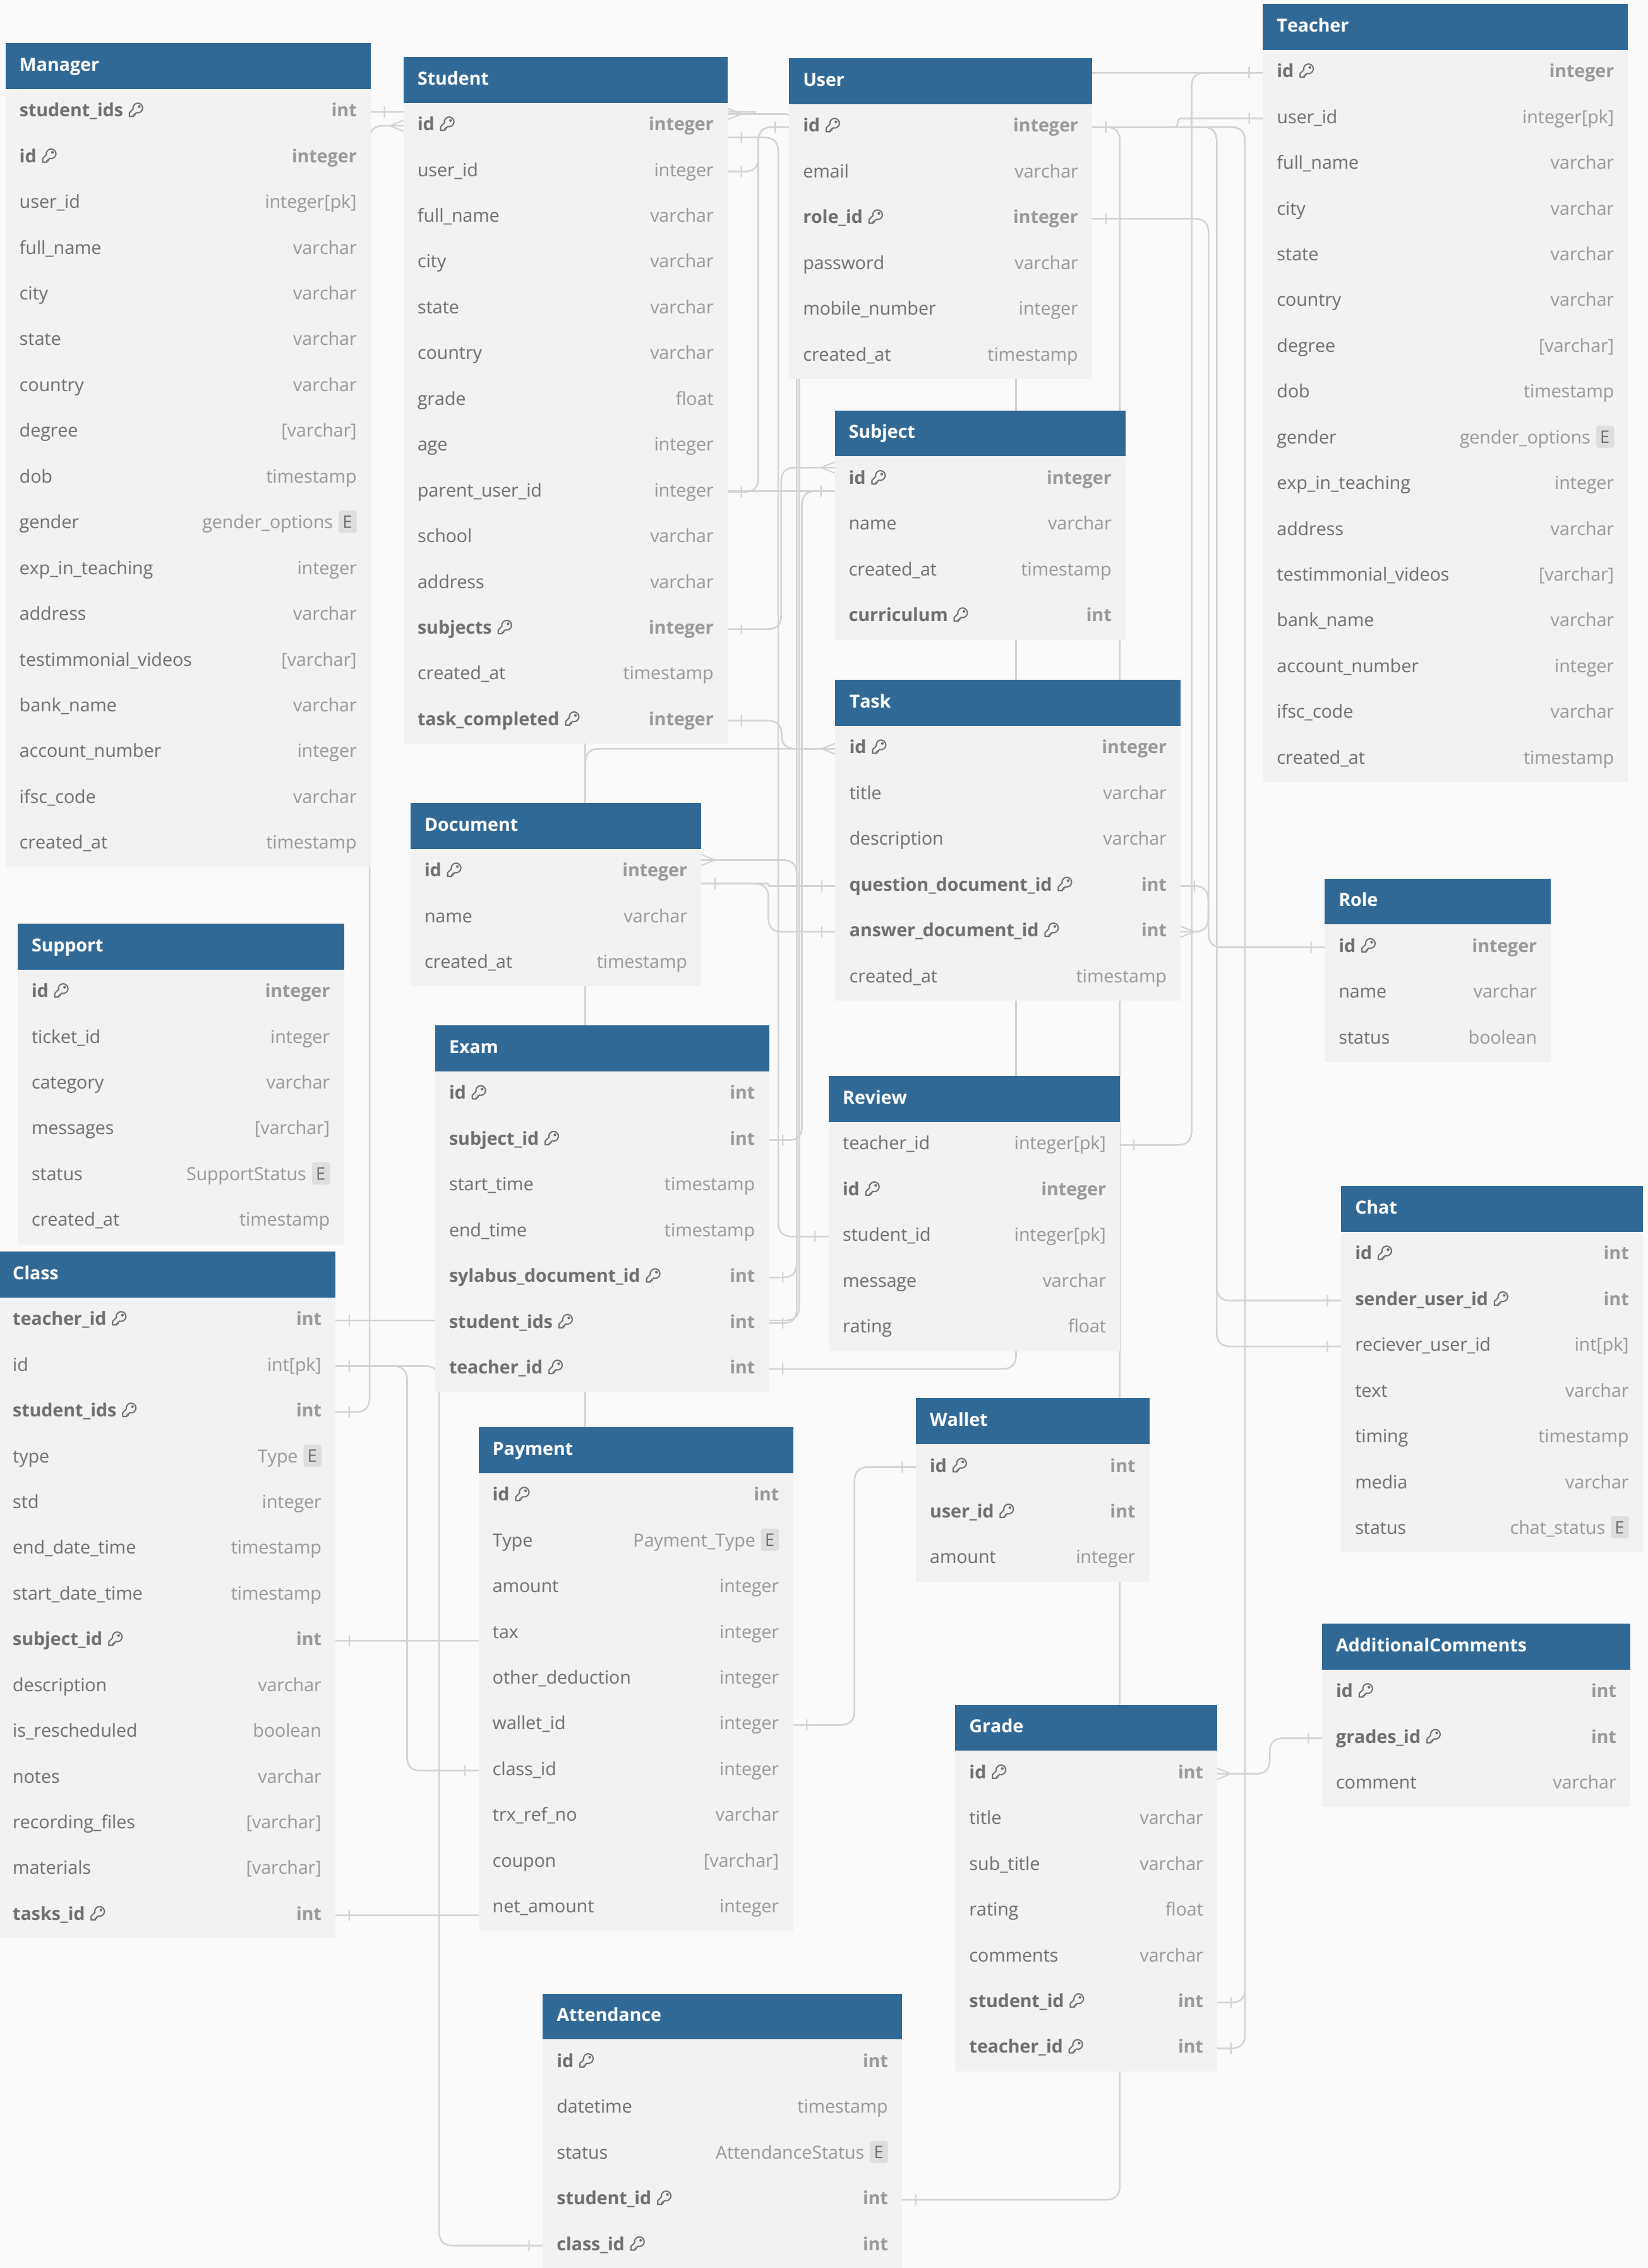 Manager
student_ids int
id integer
user_id integer[pk]
full_name varchar
city varchar
state varchar
country varchar
degree [varchar]
dob timestamp
gender gender_options E
exp_in_teaching integer
address varchar
testimmonial_videos [varchar]
bank_name varchar
account_number integer
ifsc_code varchar
created_at timestamp
Student
id integer
user_id integer
full_name varchar
city varchar
state varchar
country varchar
grade float
age integer
parent_user_id integer
school varchar
address varchar
subjects integer
created_at timestamp
task_completed integer
User
id integer
email varchar
role_id integer
password varchar
mobile_number integer
created_at timestamp
Teacher
id integer
user_id integer[pk]
full_name varchar
city varchar
state varchar
country varchar
degree [varchar]
dob timestamp
gender gender_options E
exp_in_teaching integer
address varchar
testimmonial_videos [varchar]
bank_name varchar
account_number integer
ifsc_code varchar
created_at timestamp
Subject
id integer
name varchar
created_at timestamp
curriculum int
Task
id integer
title varchar
description varchar
question_document_id int
answer_document_id int
created_at timestamp
Document
id integer
name varchar
created_at timestamp
Role
id integer
name varchar
status boolean
Support
id integer
ticket_id integer
category varchar
messages [varchar]
status SupportStatus E
created_at timestamp
Exam
id int
subject_id int
start_time timestamp
end_time timestamp
sylabus_document_id int
student_ids int
teacher_id int
Review
teacher_id integer[pk]
id integer
student_id integer[pk]
message varchar
rating float
Chat
id int
sender_user_id int
reciever_user_id int[pk]
text varchar
timing timestamp
media varchar
status chat_status E
Class
teacher_id int
id int[pk]
student_ids int
type Type E
std integer
end_date_time timestamp
start_date_time timestamp
subject_id int
description varchar
is_rescheduled boolean
notes varchar
recording_files [varchar]
materials [varchar]
tasks_id int
Payment
id int
Type Payment_Type E
amount integer
tax integer
other_deduction integer
wallet_id integer
class_id integer
trx_ref_no varchar
coupon [varchar]
net_amount integer
Wallet
id int
user_id int
amount integer
AdditionalComments
id int
grades_id int
comment varchar
Grade
id int
title varchar
sub_title varchar
rating float
comments varchar
student_id int
teacher_id int
Attendance
id int
datetime timestamp
status AttendanceStatus E
student_id int
class_id int